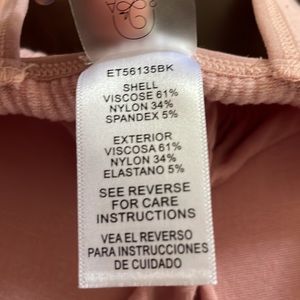 ET56135BK
SHELL
VISCOSE 61%
NYLON 34%
SPANDEX 5%
EXTERIOR
VISCOSA 61%
NYLON 34%
ELASTANO 5%
SEE REVERSE
FOR CARE
INSTRUCTIONS
VEA EL REVERSO
PARA INSTRUCCIONES
DE CUIDADO